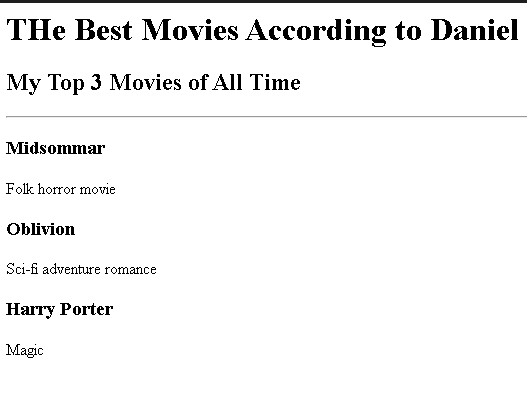 THe Best Movies According to Daniel
My Top 3 Movies of All Time
Midsommar
Folk horror movie
Oblivion
Sci-fi adventure romance
Harry Porter
Magic